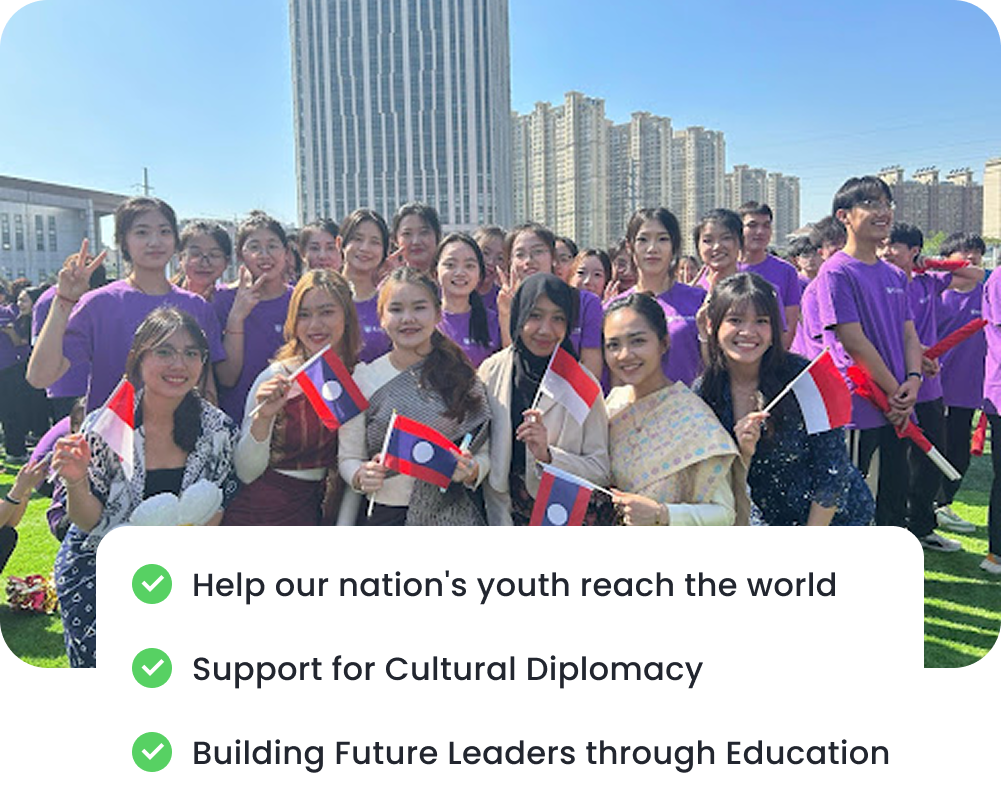 Help our nation's youth reach the world
Support for Cultural Diplomacy
Building Future Leaders through Education